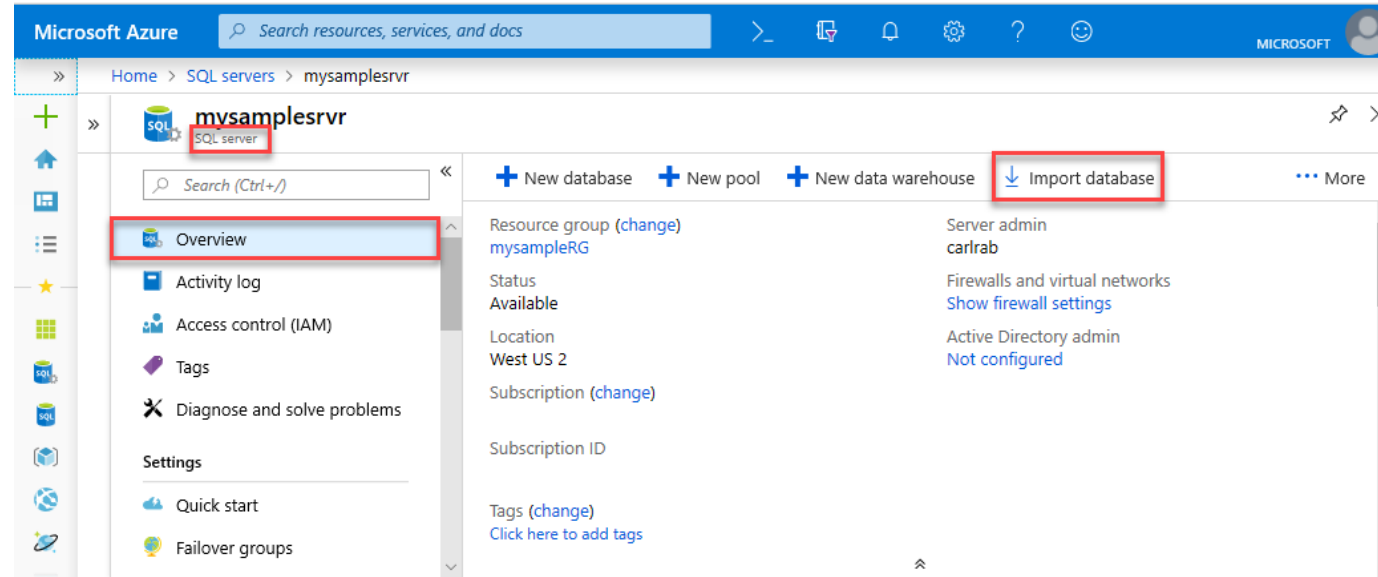 Microsoft Azure
Search resources, services, and docs
MICROSOFT
Home > SQL servers > mysamplesrvr
mysamplesrvr
SQL server
Search (Ctrl+/)
New database
New pool
New data warehouse
Import database
More
Overview
Activity log
Access control (IAM)
Tags
Diagnose and solve problems
Settings
Quick start
Failover groups
Resource group (change)
mysampleRG
Status
Available
Location
West US 2
Subscription (change)
Subscription ID
Tags (change)
Click here to add tags
Server admin
carlrab
Firewalls and virtual networks
Show firewall settings
Active Directory admin
Not configured